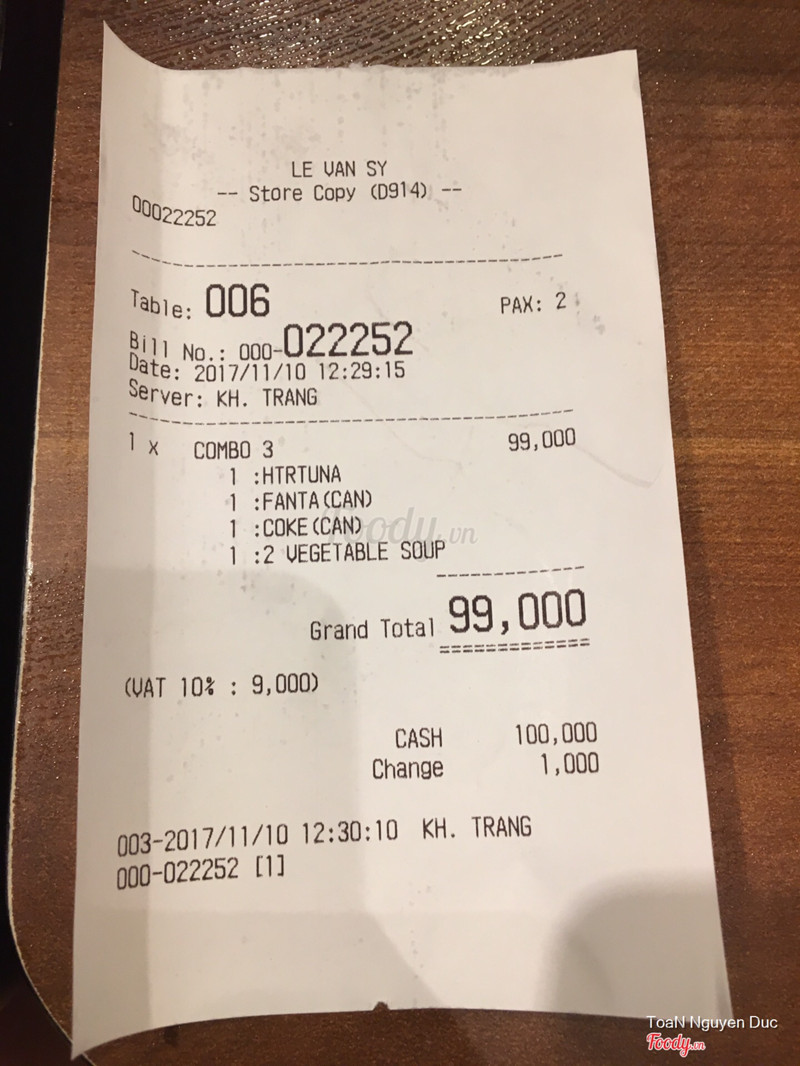 LE VAN SY
-- Store Copy (D914) --
00022252
Table: 006 PAX: 2
Bill No.: 000-022252
Date: 2017/11/10 12:29:15
Server: KH. TRANG
1 x COMBO 3 99,000
1 :HTRTUNA
1 :FANTA(CAN)
1 :COKE(CAN)
1 :2 VEGETABLE SOUP
Grand Total 99,000
(VAT 10% : 9,000)
CASH 100,000
Change 1,000
003-2017/11/10 12:30:10 KH. TRANG
000-022252 [1]
Foody.vn
ToaN Nguyen Duc
Foody.vn